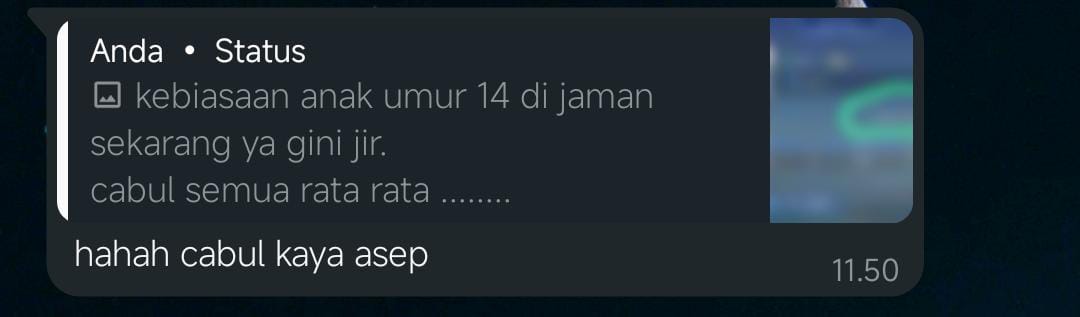 Anda • Status
kebiasaan anak umur 14 di jaman
sekarang ya gini jir.
cabul semua rata rata ........
hahah cabul kaya asep
11.50